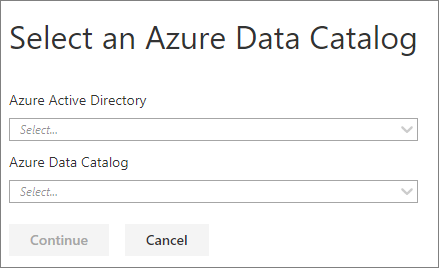 Select an Azure Data Catalog
Azure Active Directory
Select...
Azure Data Catalog
Select...
Continue Cancel